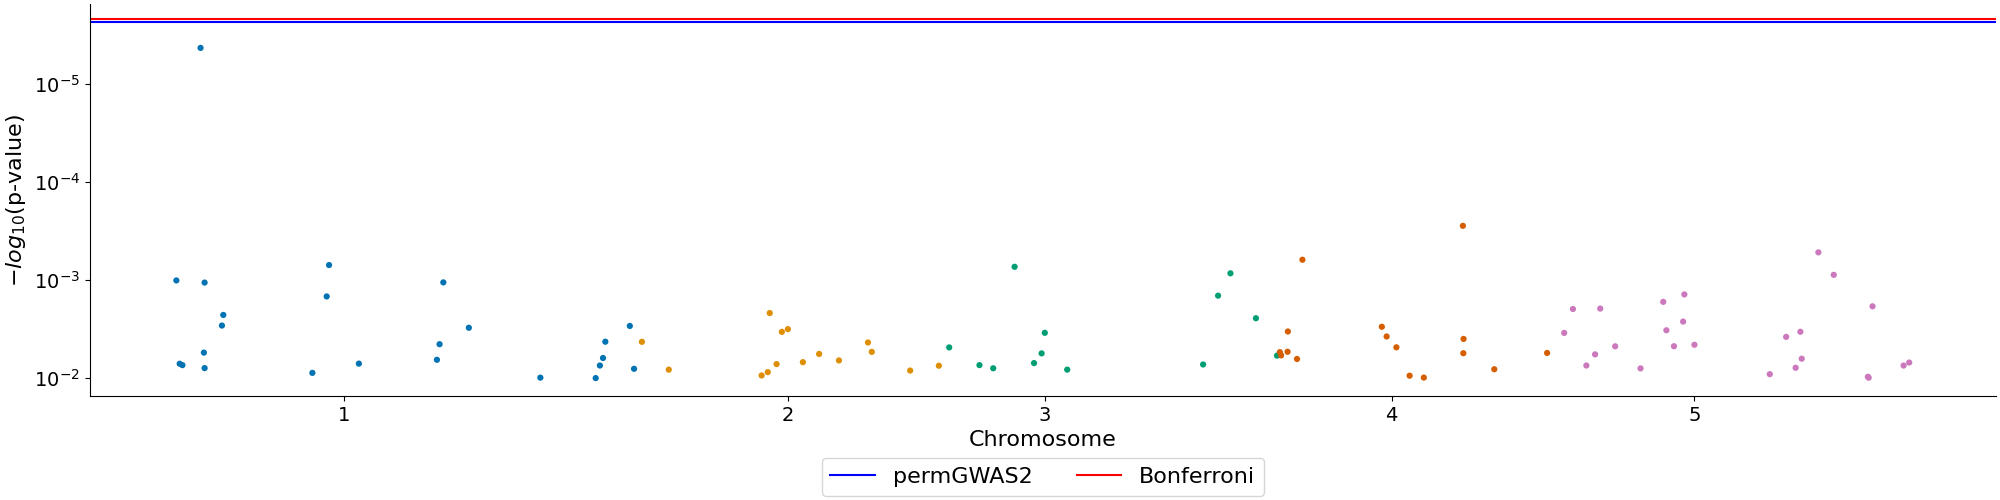 10⁻⁵
10⁻⁴
10⁻³
10⁻²
−log₁₀(p-value)
1 2 3 4 5
Chromosome
permGWAS2 Bonferroni